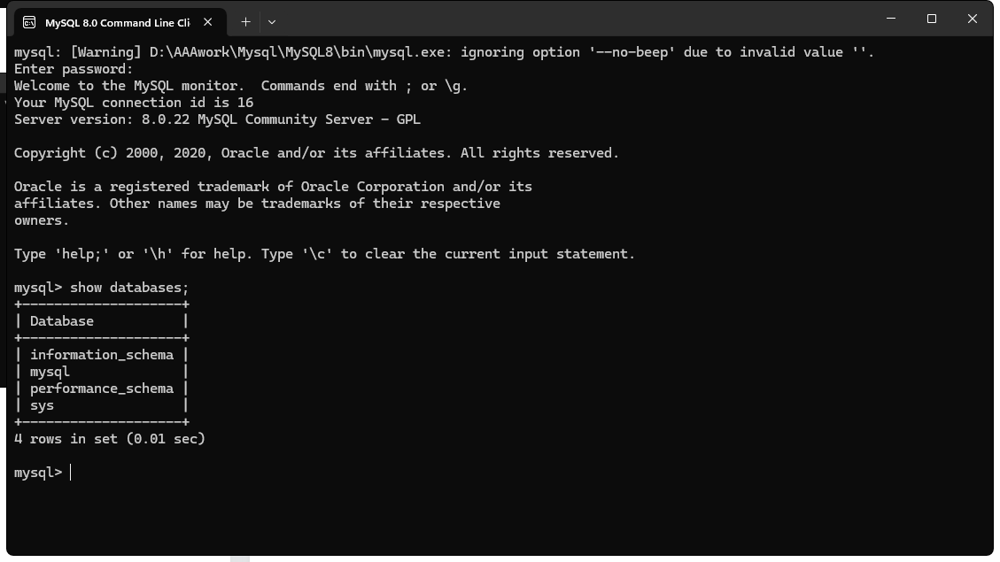 MySQL 8.0 Command Line Cli
mysql: [Warning] D:\AAAwork\Mysql\MySQL8\bin\mysql.exe: ignoring option '--no-beep' due to invalid value ''.
Enter password:
Welcome to the MySQL monitor.  Commands end with ; or \g.
Your MySQL connection id is 16
Server version: 8.0.22 MySQL Community Server - GPL
Copyright (c) 2000, 2020, Oracle and/or its affiliates. All rights reserved.
Oracle is a registered trademark of Oracle Corporation and/or its
affiliates. Other names may be trademarks of their respective
owners.
Type 'help;' or '\h' for help. Type '\c' to clear the current input statement.
mysql> show databases;
+--------------------+
| Database           |
+--------------------+
| information_schema |
| mysql              |
| performance_schema |
| sys                |
+--------------------+
4 rows in set (0.01 sec)
mysql>